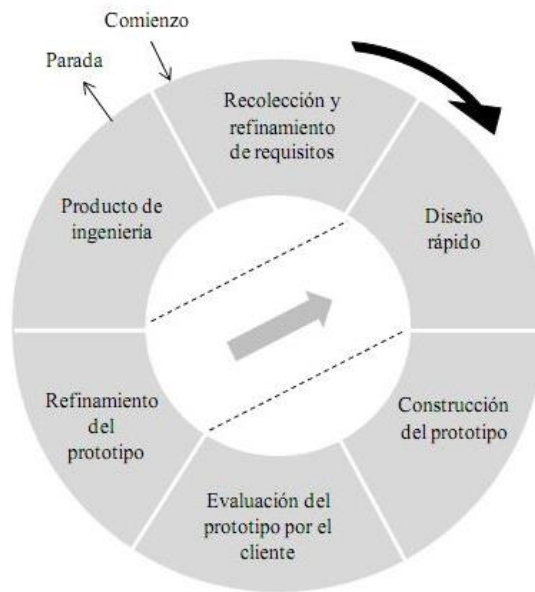 Comienzo
Parada
Recolección y
refinamiento
de requisitos
Diseño
rápido
Construcción
del prototipo
Evaluación del
prototipo por el
cliente
Refinamiento
del
prototipo
Producto de
ingeniería